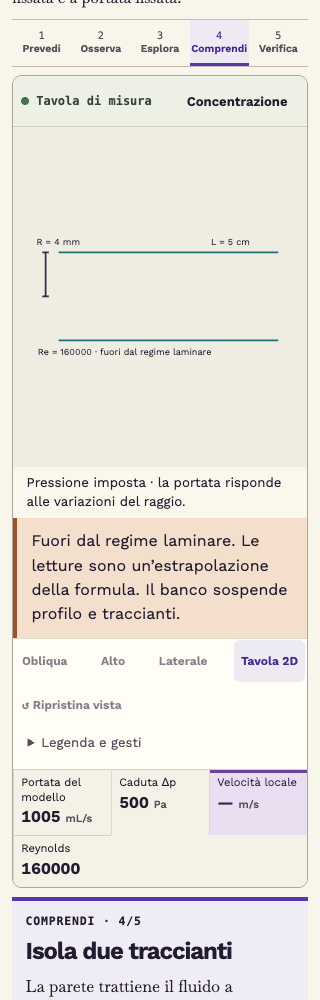 1 2 3 4 5
Prevedi Osserva Esplora Comprendi Verifica
Tavola di misura Concentrazione
R = 4 mm L = 5 cm
Re = 160000 · fuori dal regime laminare
Pressione imposta · la portata risponde
alle variazioni del raggio.
Fuori dal regime laminare. Le
letture sono un’estrapolazione
della formula. Il banco sospende
profilo e traccianti.
Obliqua Alto Laterale Tavola 2D
↺ Ripristina vista
▶ Legenda e gesti
Portata del
modello
1005 mL/s
Caduta Δp
500 Pa
Velocità locale
— m/s
Reynolds
160000
COMPRENDI · 4/5
Isola due traccianti
La parete trattiene il fluido a